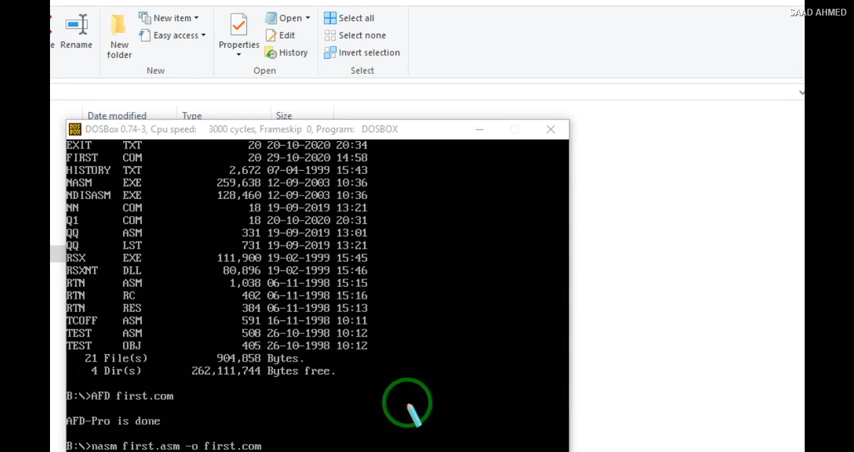 SAAD AHMED
Rename
New folder
New item
Easy access
New
Properties
Open
Edit
History
Open
Select all
Select none
Invert selection
Select
Date modified Type Size
DOSBox 0.74-3, Cpu speed: 3000 cycles, Frameskip 0, Program: DOSBOX
EXIT TXT 20 20-10-2020 20:34
FIRST COM 20 29-10-2020 14:58
HISTORY TXT 2,672 07-04-1999 15:43
NASM EXE 259,638 12-09-2003 10:36
NDISASM EXE 128,460 12-09-2003 10:36
NN COM 18 19-09-2019 13:21
Q1 COM 18 20-10-2020 20:31
QQ ASM 331 19-09-2019 13:01
QQ LST 731 19-09-2019 13:21
RSX EXE 111,900 19-02-1999 15:45
RSXNT DLL 80,896 19-02-1999 15:46
RTN ASM 1,038 06-11-1998 15:15
RTN RC 402 06-11-1998 15:16
RTN RES 384 06-11-1998 15:13
TCOFF ASM 591 16-11-1998 10:11
TEST ASM 508 26-10-1998 10:12
TEST OBJ 405 26-10-1998 10:12
21 File(s) 904,858 Bytes.
4 Dir(s) 262,111,744 Bytes free.
B:\>AFD first.com
AFD-Pro is done
B:\>nasm first.asm -o first.com